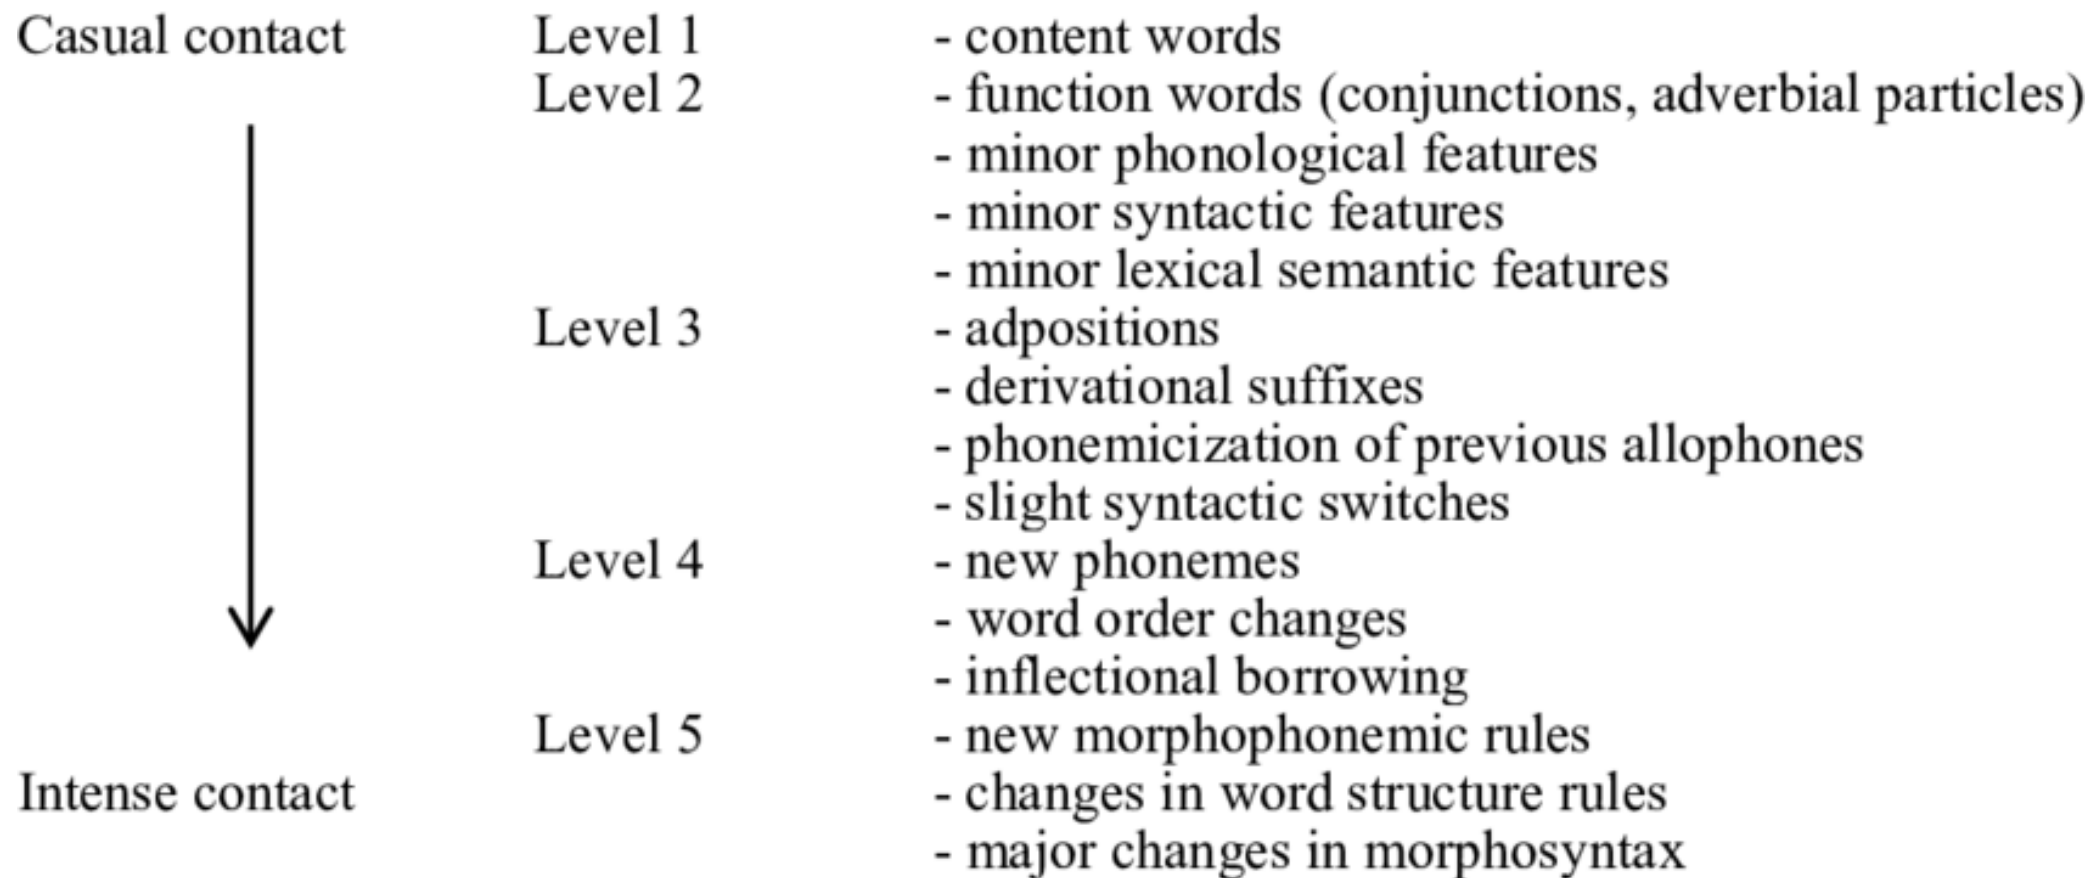 Casual contact Level 1 - content words
Level 2 - function words (conjunctions, adverbial particles)
- minor phonological features
- minor syntactic features
- minor lexical semantic features
Level 3 - adpositions
- derivational suffixes
- phonemicization of previous allophones
- slight syntactic switches
Level 4 - new phonemes
- word order changes
- inflectional borrowing
Level 5 - new morphophonemic rules
Intense contact - changes in word structure rules
- major changes in morphosyntax